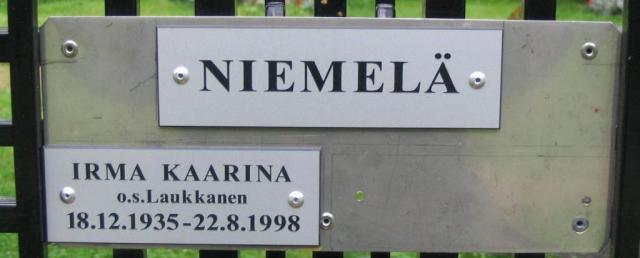 NIEMELÄ
IRMA KAARINA
o.s.Laukkanen
18.12.1935-22.8.1998